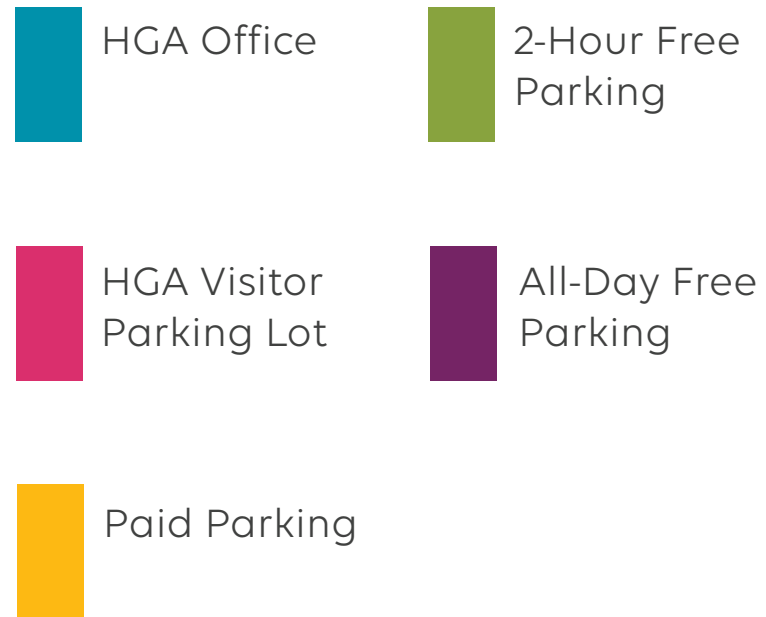 HGA Office
2-Hour Free
Parking
HGA Visitor
Parking Lot
All-Day Free
Parking
Paid Parking